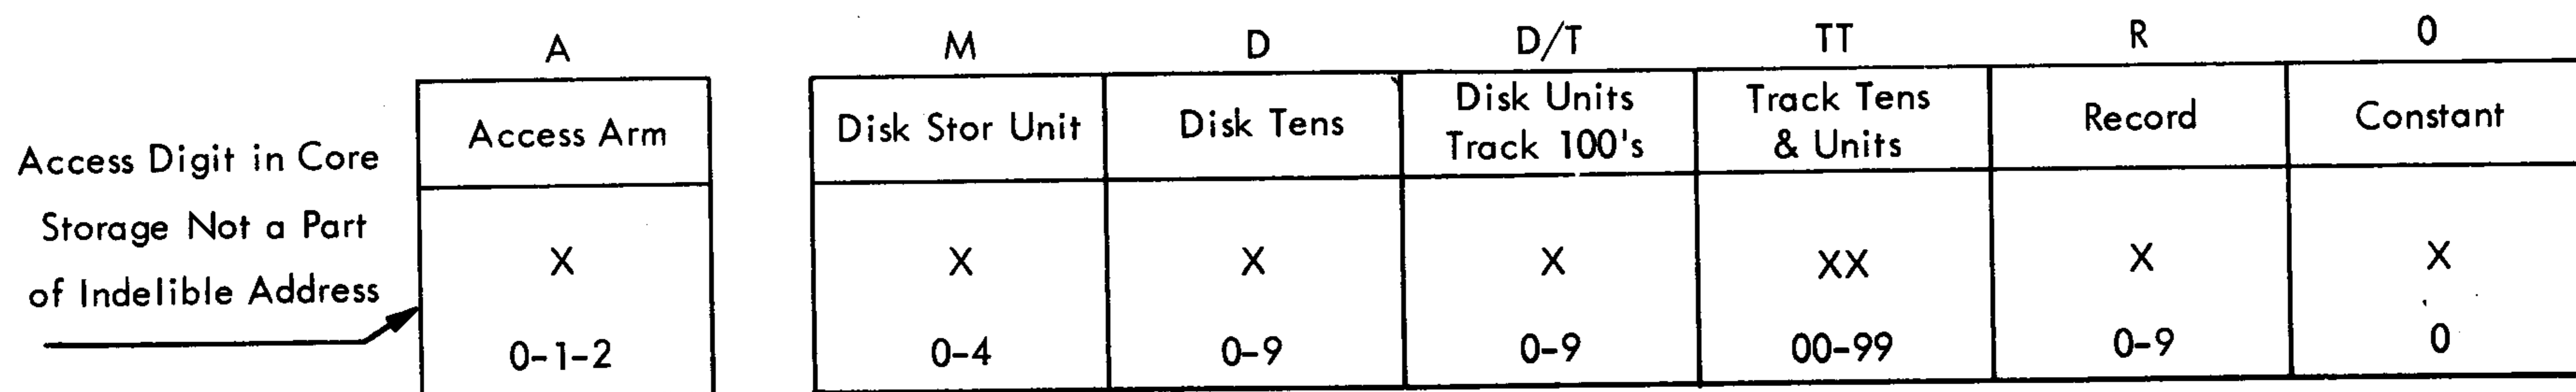 A M D D/T TT R 0
Access Digit in Core
Storage Not a Part
of Indelible Address
Access Arm
Disk Stor Unit
Disk Tens
Disk Units
Track 100's
Track Tens
& Units
Record
Constant
X X X X XX X X
0-1-2 0-4 0-9 0-9 00-99 0-9 0